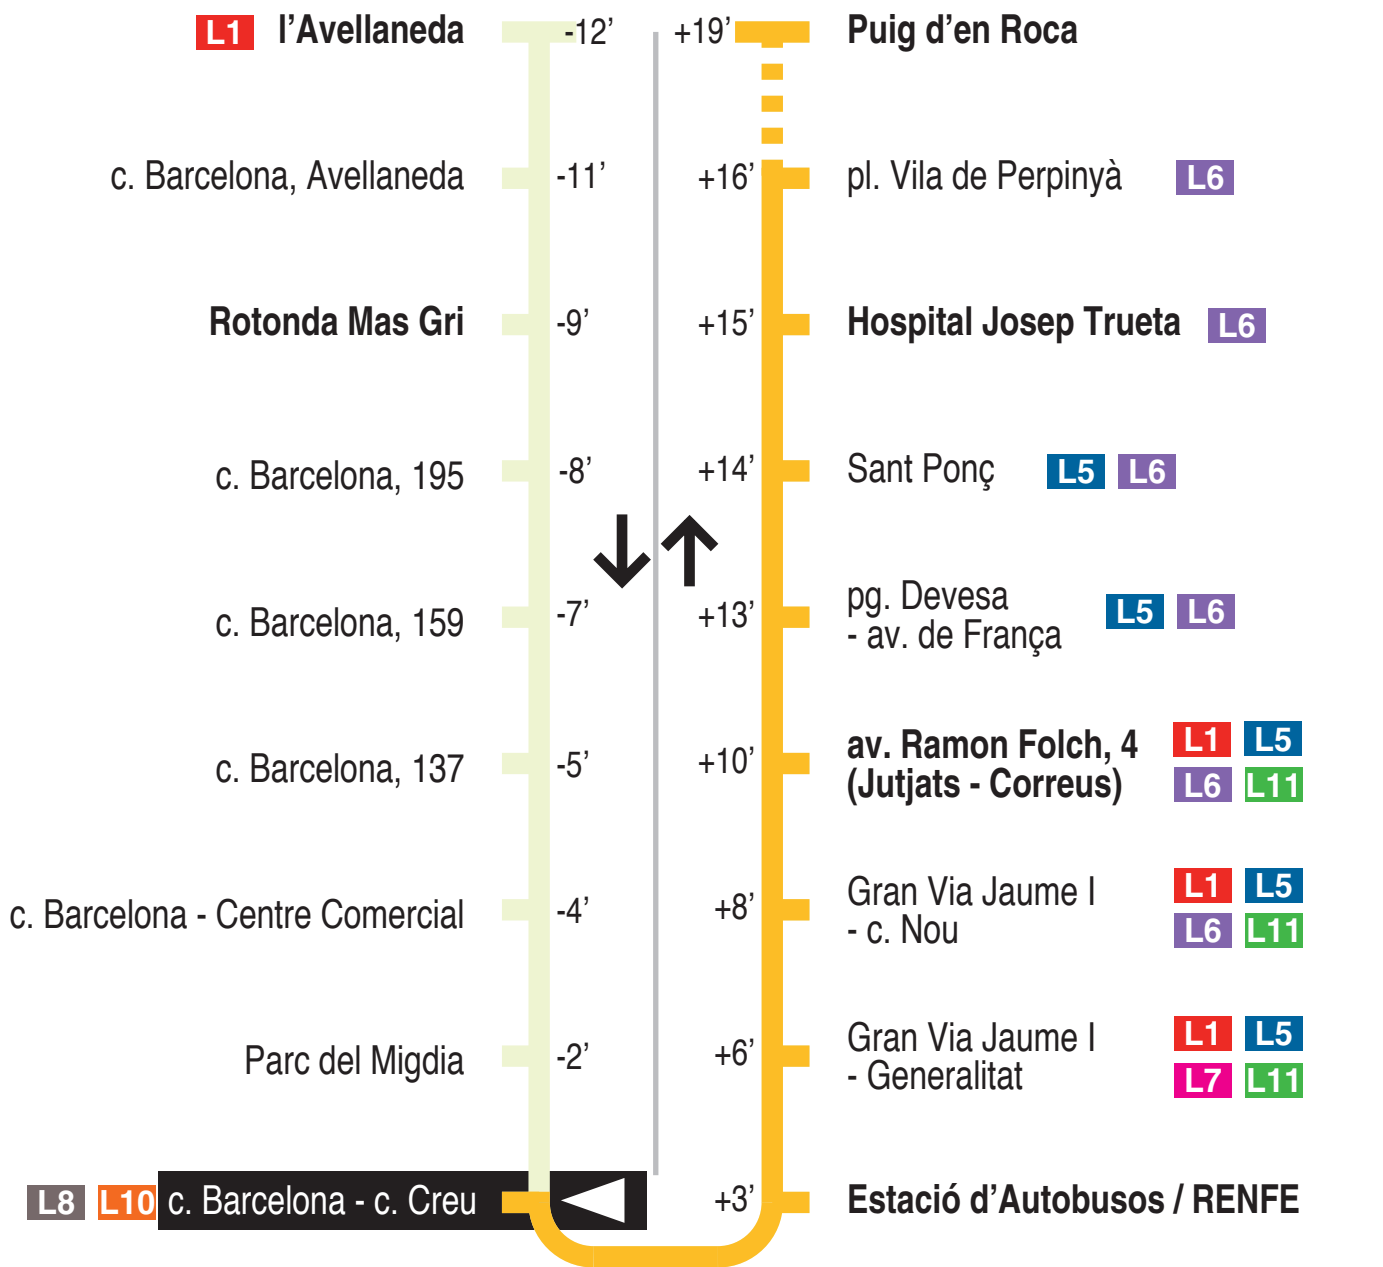 L1 l’Avellaneda -12’
c. Barcelona, Avellaneda -11’
Rotonda Mas Gri -9’
c. Barcelona, 195 -8’
c. Barcelona, 159 -7’
c. Barcelona, 137 -5’
c. Barcelona - Centre Comercial -4’
Parc del Migdia -2’
L8 L10 c. Barcelona - c. Creu
+19’ Puig d’en Roca
+16’ pl. Vila de Perpinyà L6
+15’ Hospital Josep Trueta L6
+14’ Sant Ponç L5 L6
+13’ pg. Devesa
- av. de França L5 L6
+10’ av. Ramon Folch, 4 L1 L5
(Jutjats - Correus) L6 L11
+8’ Gran Via Jaume I L1 L5
- c. Nou L6 L11
+6’ Gran Via Jaume I L1 L5
- Generalitat L7 L11
+3’ Estació d’Autobusos / RENFE